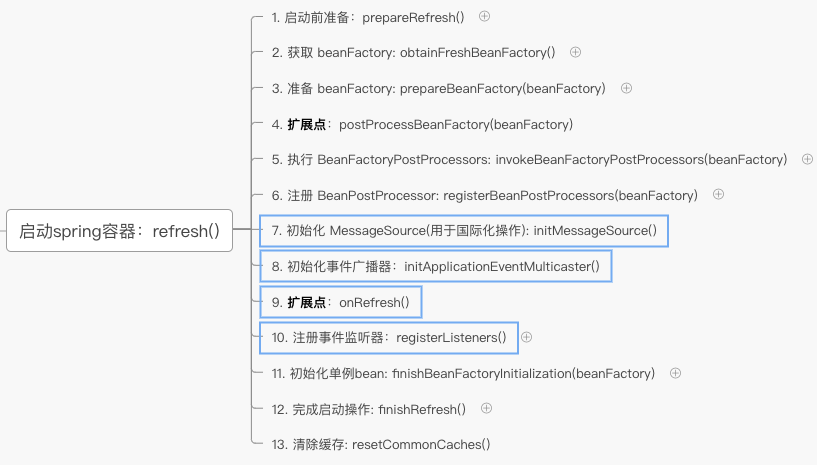 启动spring容器：refresh()
1. 启动前准备：prepareRefresh()
2. 获取 beanFactory: obtainFreshBeanFactory()
3. 准备 beanFactory: prepareBeanFactory(beanFactory)
4. 扩展点：postProcessBeanFactory(beanFactory)
5. 执行 BeanFactoryPostProcessors: invokeBeanFactoryPostProcessors(beanFactory)
6. 注册 BeanPostProcessor: registerBeanPostProcessors(beanFactory)
7. 初始化 MessageSource(用于国际化操作): initMessageSource()
8. 初始化事件广播器：initApplicationEventMulticaster()
9. 扩展点：onRefresh()
10. 注册事件监听器：registerListeners()
11. 初始化单例bean: finishBeanFactoryInitialization(beanFactory)
12. 完成启动操作: finishRefresh()
13. 清除缓存: resetCommonCaches()